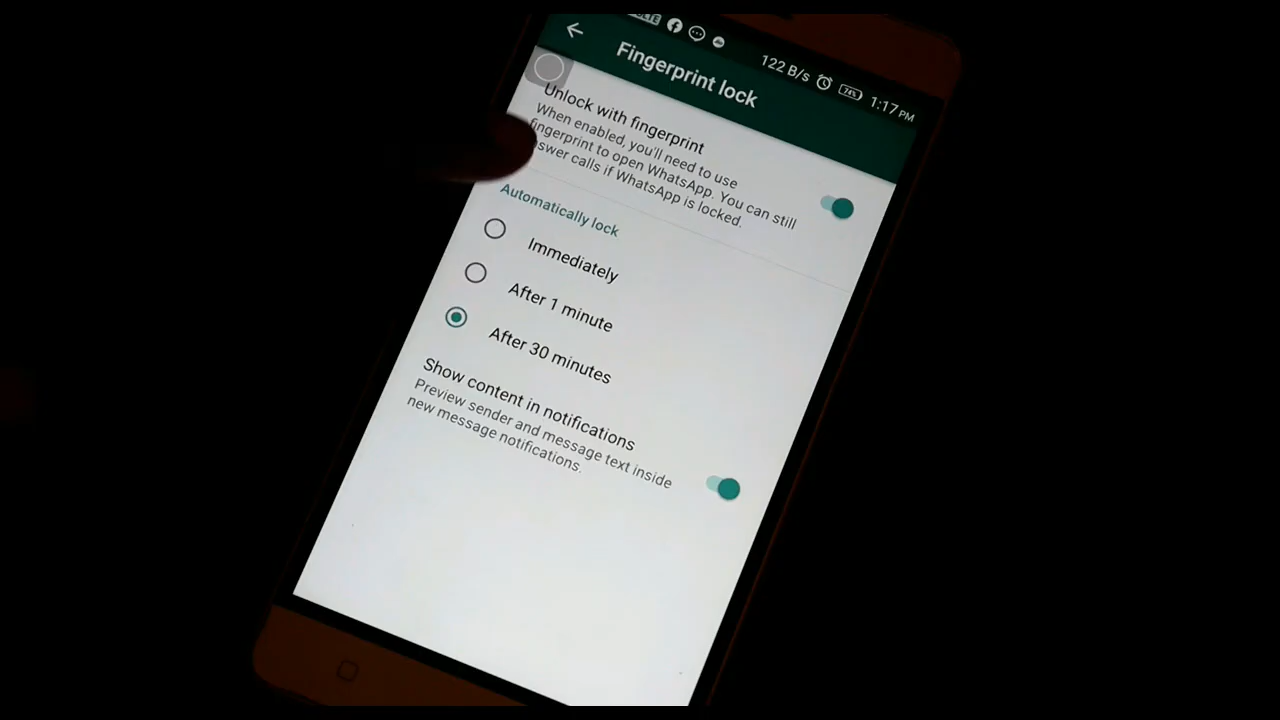 122 B/s 74% 1:17 PM
Fingerprint lock
Unlock with fingerprint
When enabled, you'll need to use
fingerprint to open WhatsApp. You can still
swer calls if WhatsApp is locked.
Automatically lock
Immediately
After 1 minute
After 30 minutes
Show content in notifications
Preview sender and message text inside
new message notifications.